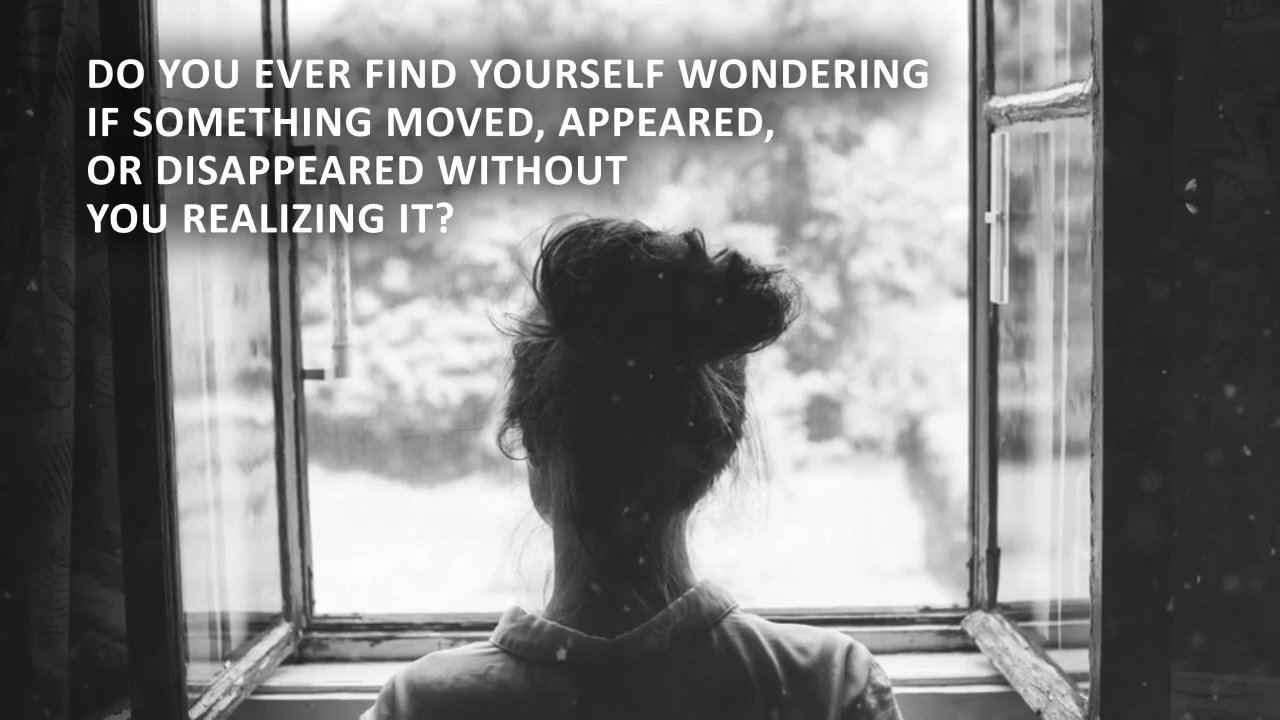 DO YOU EVER FIND YOURSELF WONDERING
IF SOMETHING MOVED, APPEARED,
OR DISAPPEARED WITHOUT
YOU REALIZING IT?